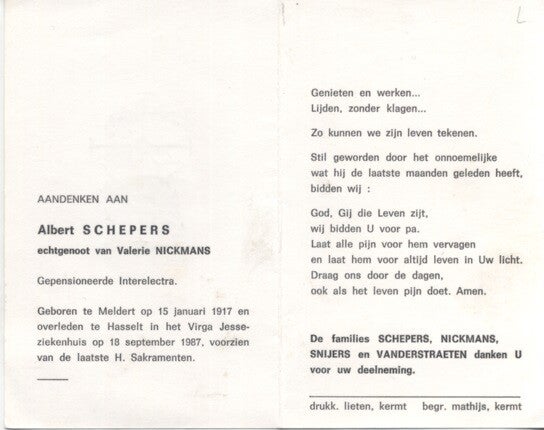 AANDENKEN AAN
Albert SCHEPERS
echtgenoot van Valerie NICKMANS
Gepensioneerde Interelectra.
Geboren te Meldert op 15 januari 1917 en
overleden te Hasselt in het Virga Jesse-
ziekenhuis op 18 september 1987, voorzien
van de laatste H. Sakramenten.
L
Genieten en werken...
Lijden, zonder klagen...
Zo kunnen we zijn leven tekenen.
Stil geworden door het onnoemelijke
wat hij de laatste maanden geleden heeft,
bidden wij :
God, Gij die Leven zijt,
wij bidden U voor pa.
Laat alle pijn voor hem vervagen
en laat hem voor altijd leven in Uw licht.
Draag ons door de dagen,
ook als het leven pijn doet. Amen.
De families SCHEPERS, NICKMANS,
SNIJERS en VANDERSTRAETEN danken U
voor uw deelneming.
drukk. lieten, kermt begr. mathijs, kermt